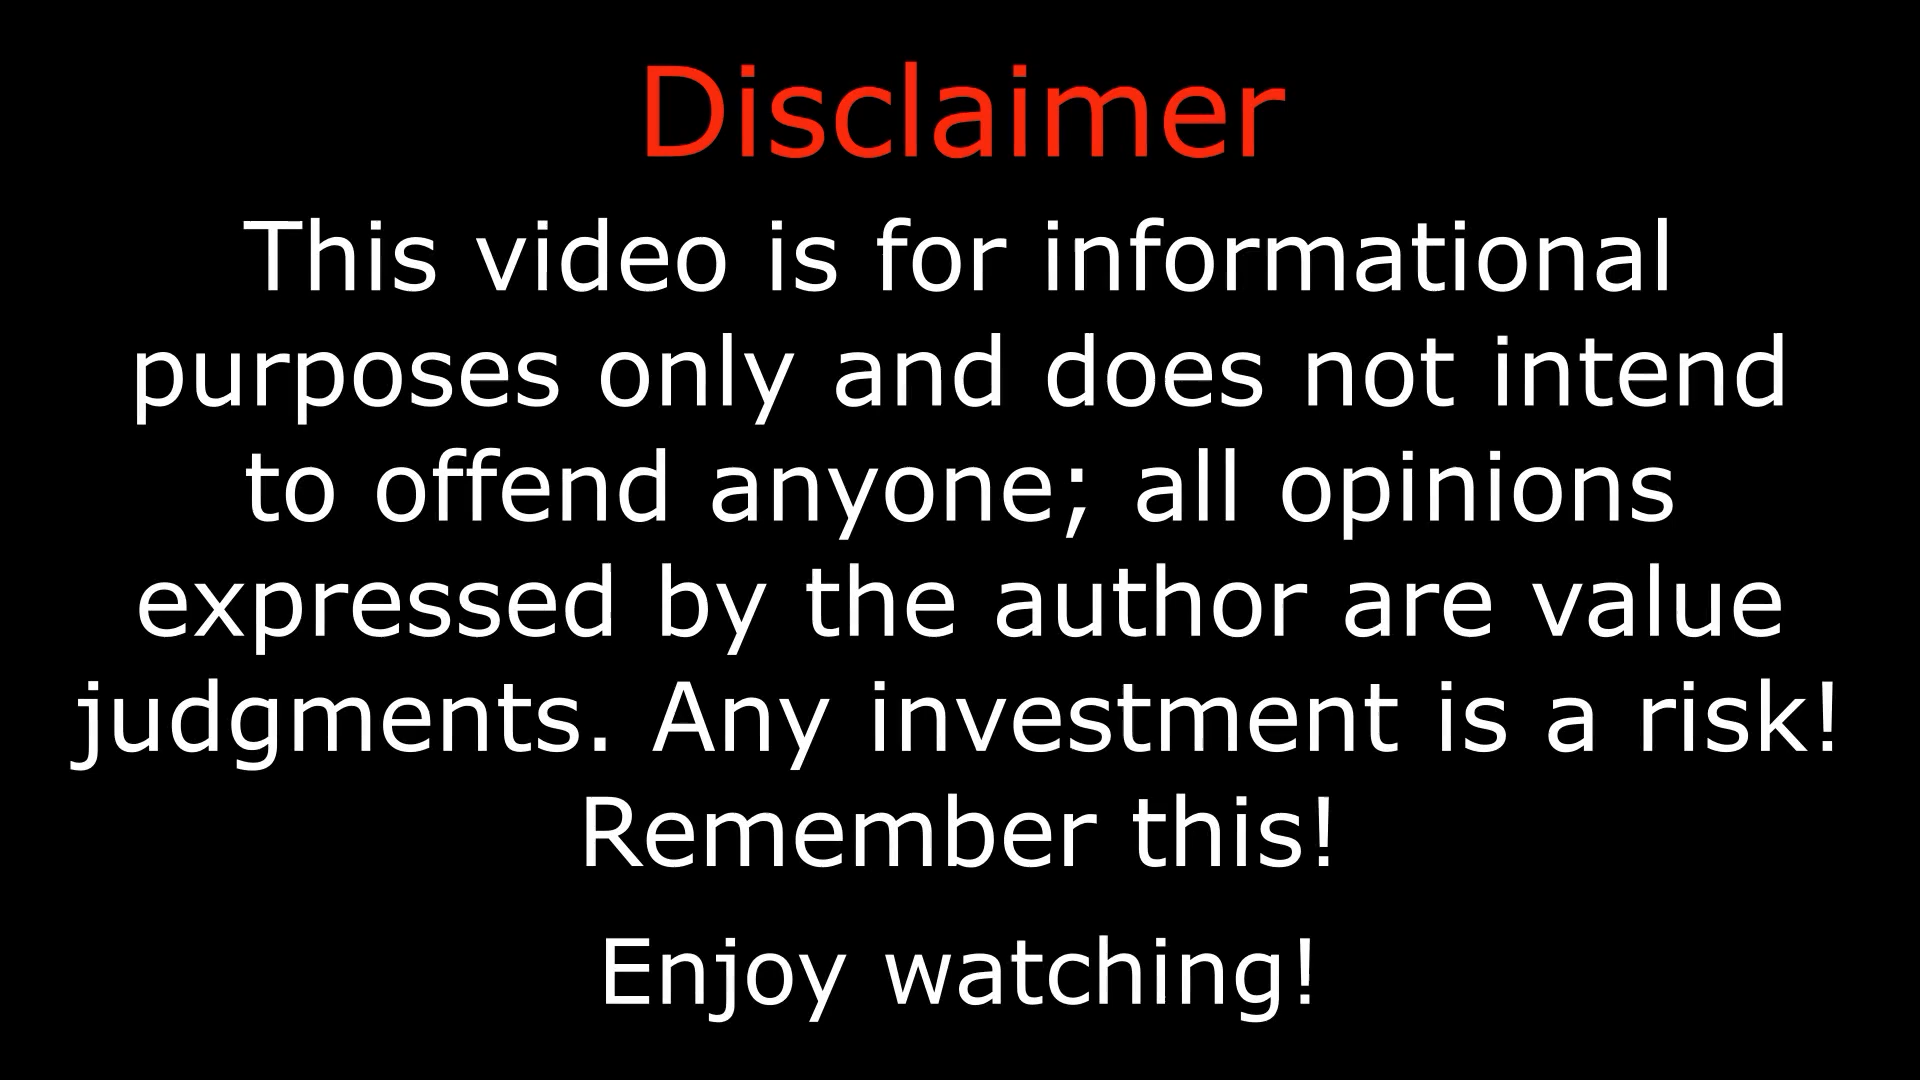 Disclaimer
This video is for informational
purposes only and does not intend
to offend anyone; all opinions
expressed by the author are value
judgments. Any investment is a risk!
Remember this!
Enjoy watching!